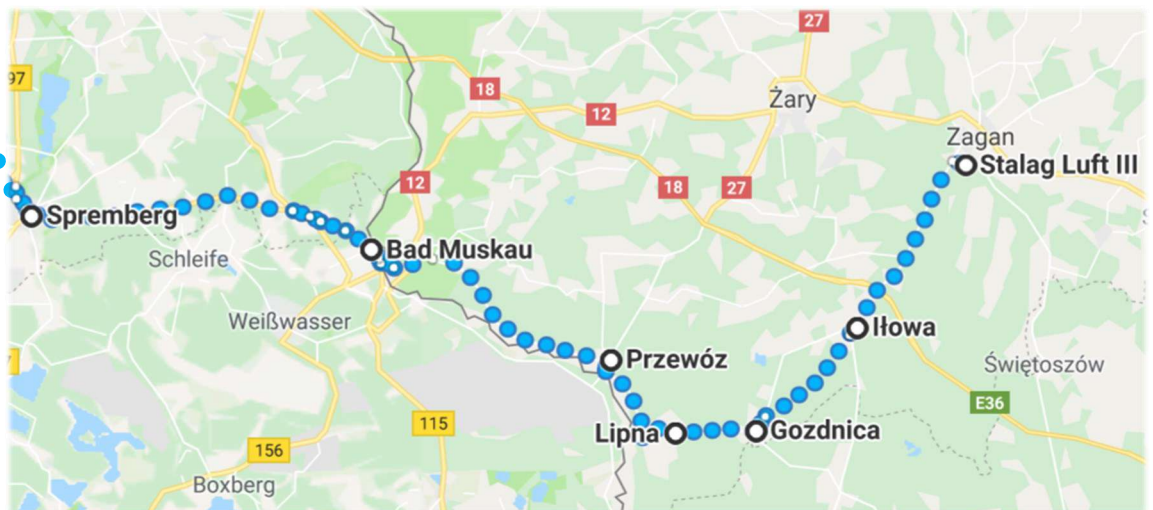 27
97
18
Żary
12
Zagan
Stalag Luft III
12
18
27
Spremberg
Bad Muskau
Schleife
Weißwasser
Iłowa
Przewóz
Świętoszów
E36
115
Lipna
Gozdnica
156
Boxberg